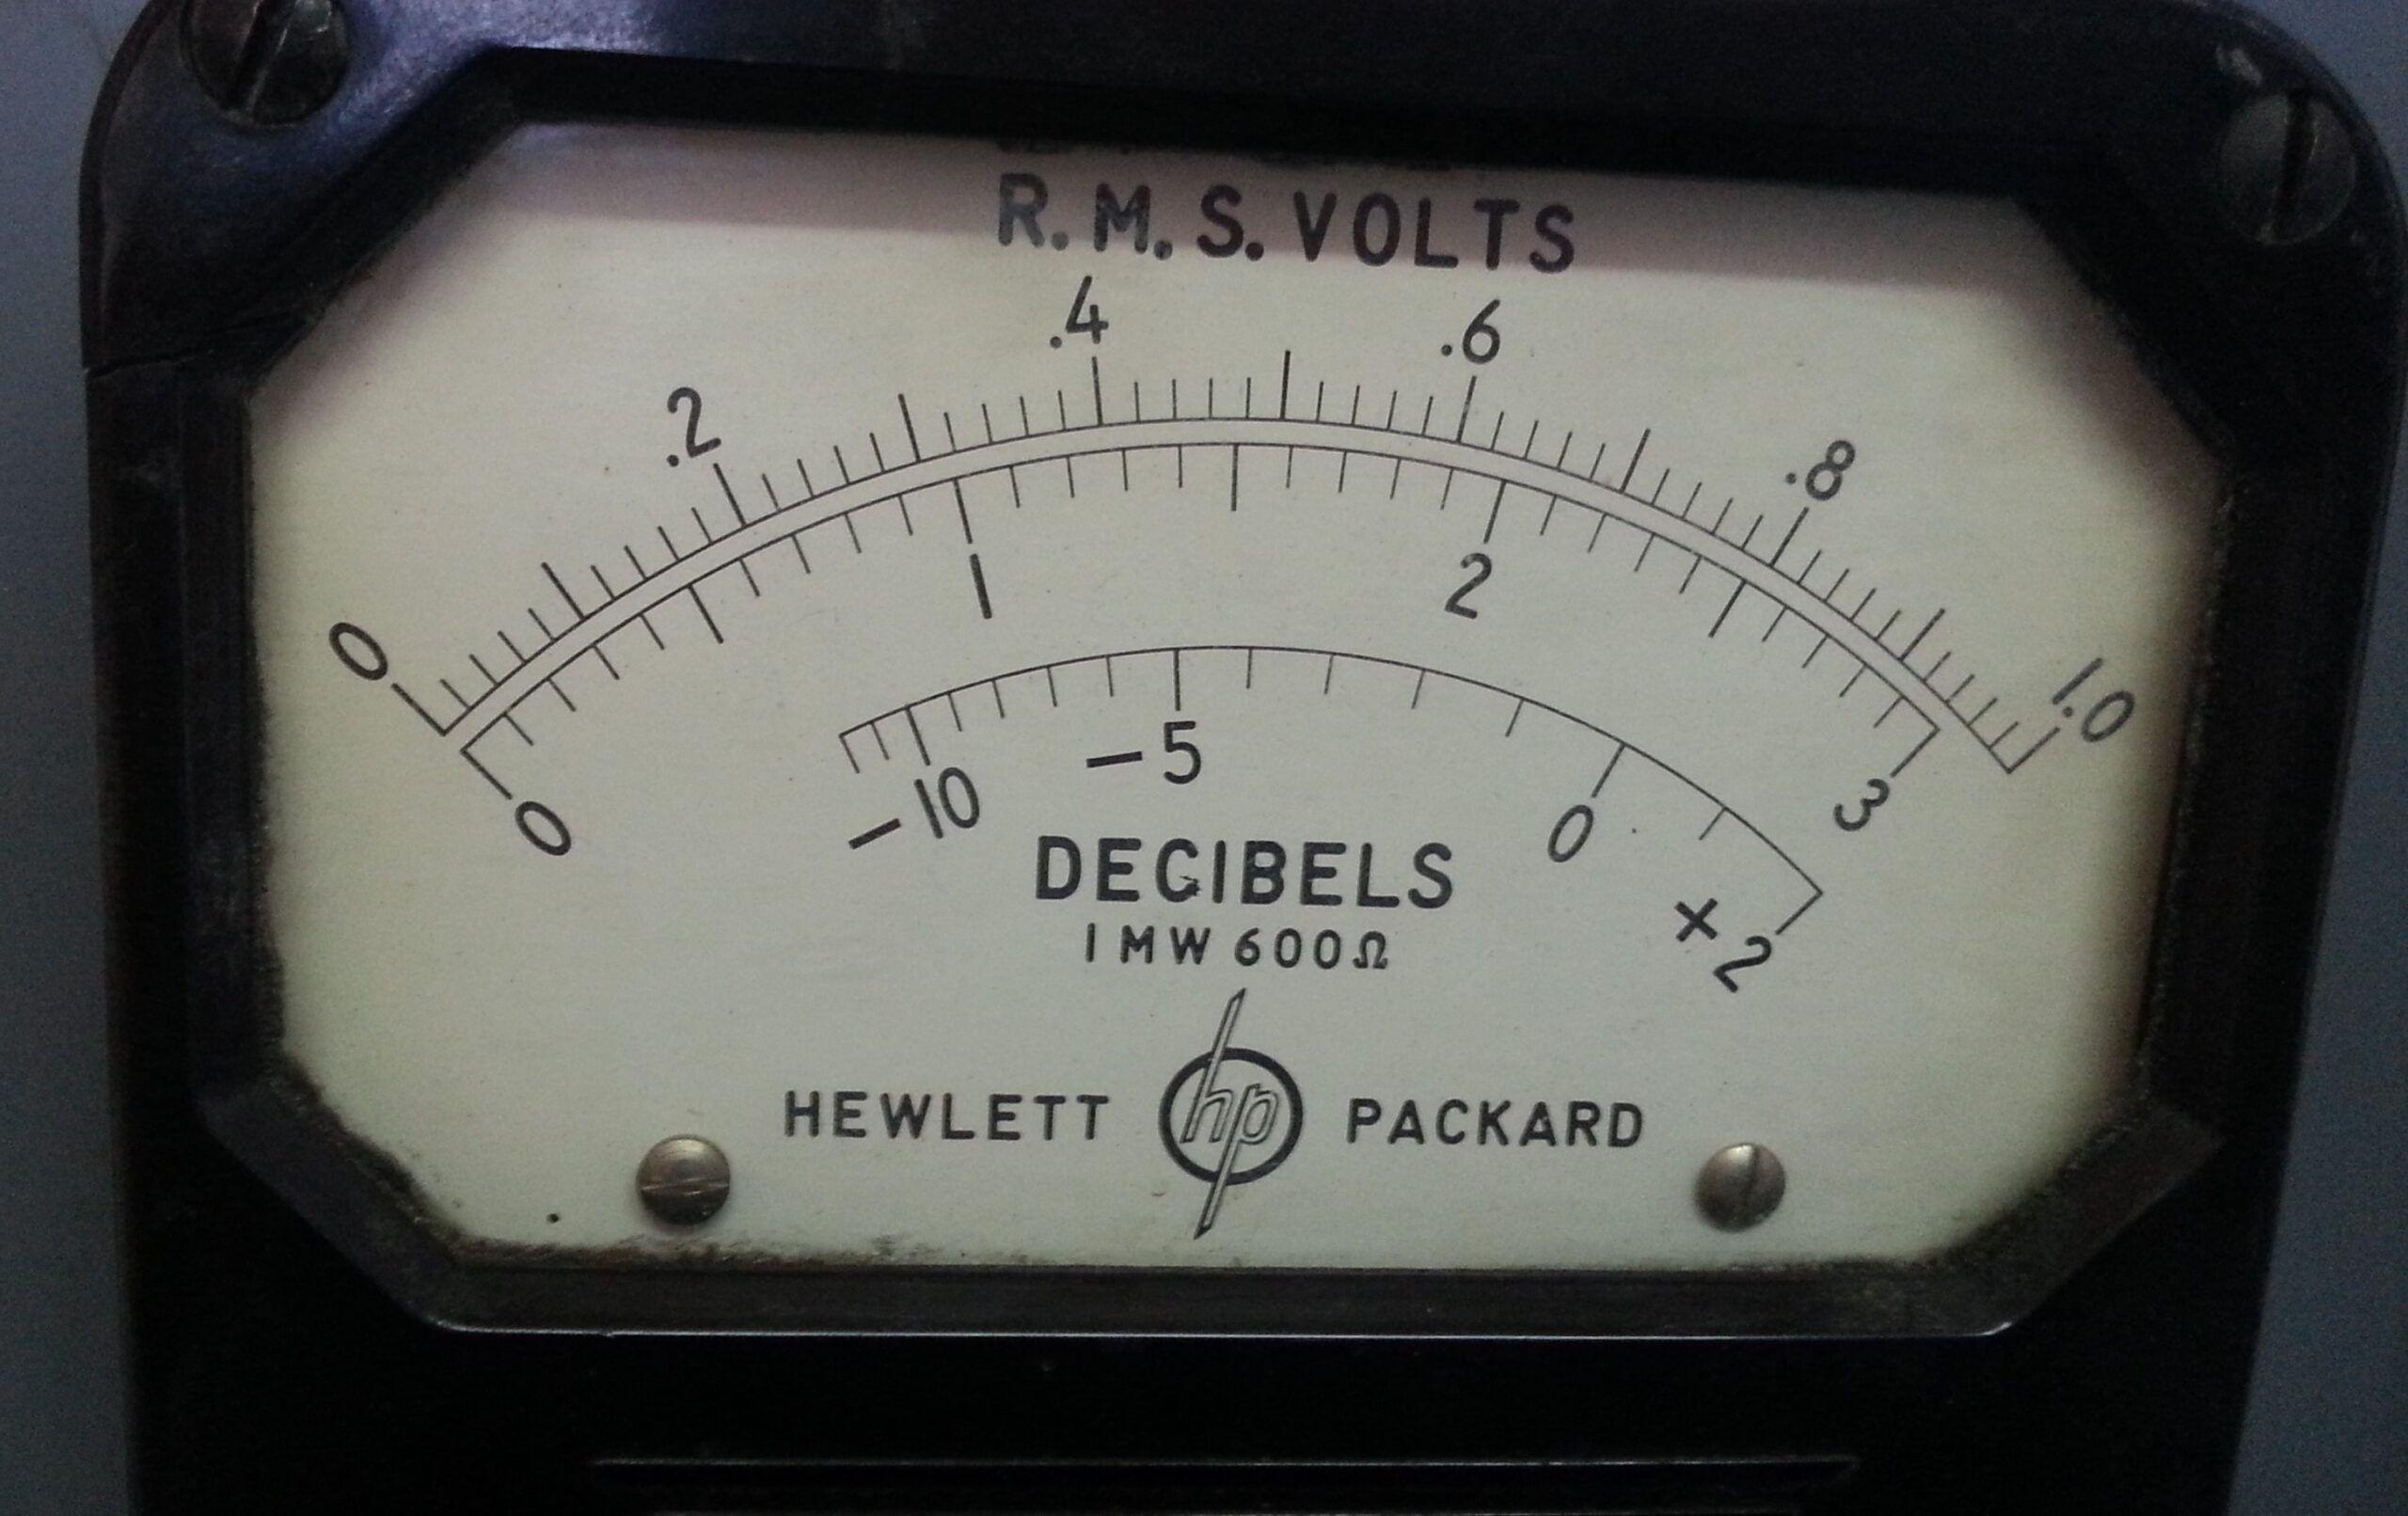 R.M.S. VOLTS
0 .2 .4 .6 .8 1.0
0 1 2 3
-10 -5 0 +2
DECIBELS
1 MW 600Ω
HEWLETT hp PACKARD